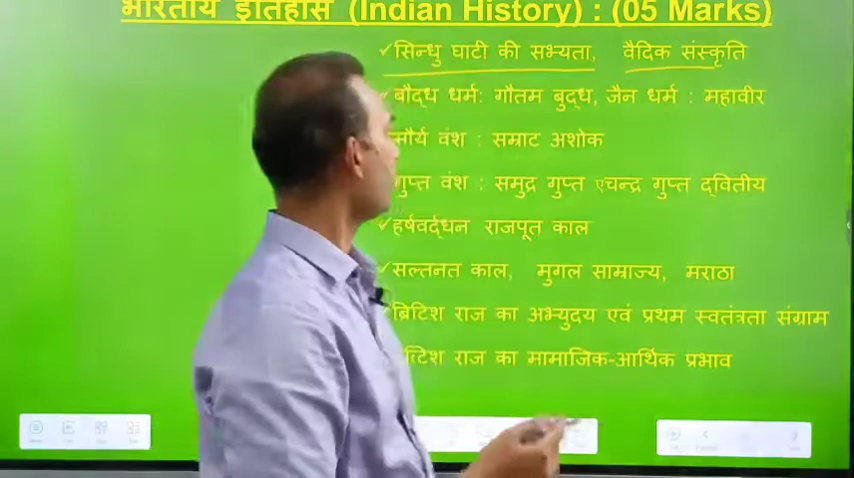 भारतीय इतिहास (Indian History) : (05 Marks)
✓सिन्धु घाटी की सभ्यता, वैदिक संस्कृति
बौद्ध धर्म: गौतम बुद्ध, जैन धर्म : महावीर
मौर्य वंश : सम्राट अशोक
गुप्त वंश : समुद्र गुप्त एचन्द्र गुप्त द्वितीय
✓हर्षवर्द्धन राजपूत काल
✓सल्तनत काल, मुगल साम्राज्य, मराठा
ब्रिटिश राज का अभ्युदय एवं प्रथम स्वतंत्रता संग्राम
राज का मामाजिक-आर्थिक प्रभाव